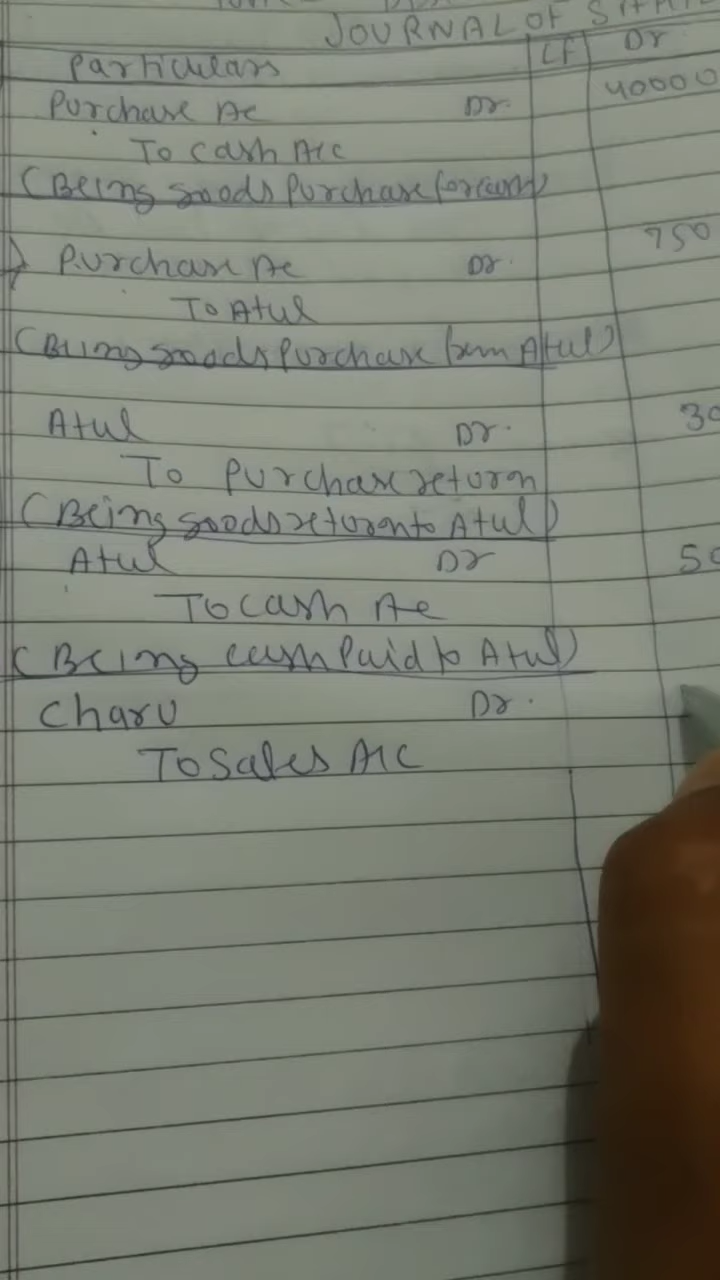 JOURNAL OF
Particulars LF Dr
Purchase Ac Dr. 40000
To Cash A/c
(Being goods Purchase for cash)
Purchase Ac Dr. 750
To Atul
(Being goods Purchase from Atul)
Atul Dr. 30
To Purchase return
(Being goods return to Atul)
Atul Dr 50
To cash Ac
(Being cash Paid to Atul)
Charu Dr.
To Sales A/c